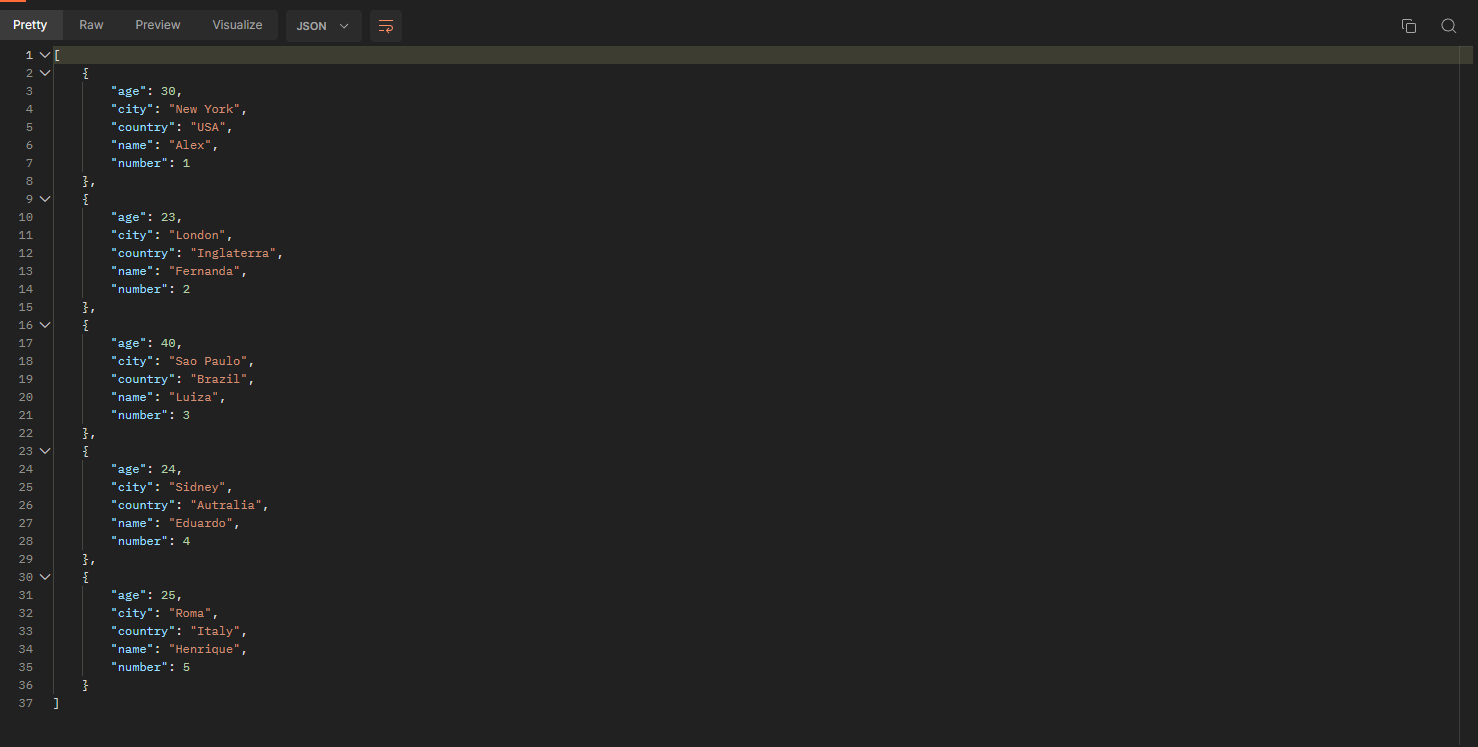 Pretty Raw Preview Visualize JSON
1 [
2 {
3 "age": 30,
4 "city": "New York",
5 "country": "USA",
6 "name": "Alex",
7 "number": 1
8 },
9 {
10 "age": 23,
11 "city": "London",
12 "country": "Inglaterra",
13 "name": "Fernanda",
14 "number": 2
15 },
16 {
17 "age": 40,
18 "city": "Sao Paulo",
19 "country": "Brazil",
20 "name": "Luiza",
21 "number": 3
22 },
23 {
24 "age": 24,
25 "city": "Sidney",
26 "country": "Autralia",
27 "name": "Eduardo",
28 "number": 4
29 },
30 {
31 "age": 25,
32 "city": "Roma",
33 "country": "Italy",
34 "name": "Henrique",
35 "number": 5
36 }
37 ]